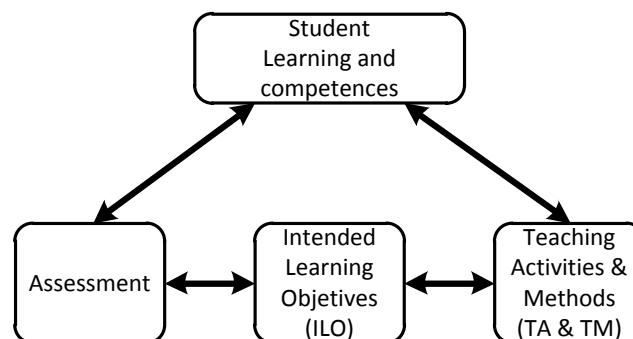 Student
Learning and
competences
Assessment
Intended
Learning
Objetives
(ILO)
Teaching
Activities &
Methods
(TA & TM)